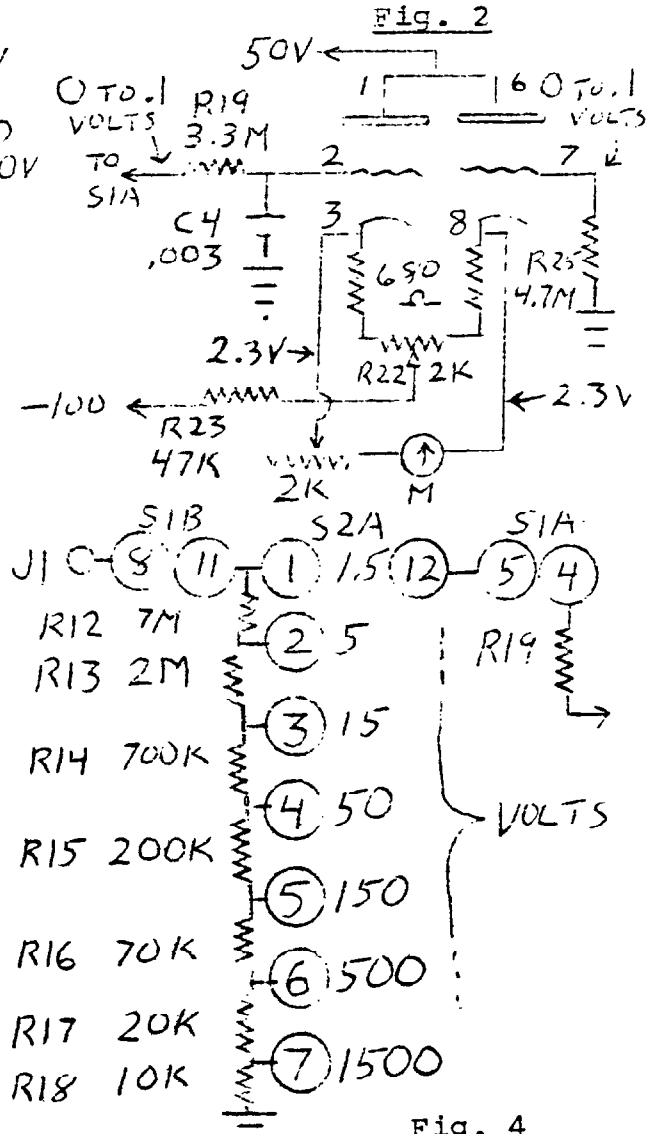 Fig. 2
50V
V
O TO .1
VOLTS
R19
3.3M
1
6
O TO .1
VOLTS
0V
TO
S1A
2
7
C4
.003
3
8
680
Ω
R25
4.7M
2.3V
R22 2K
2.3V
-100
R23
47K
2K
M
S1B
S2A
S1A
J1
8
11
1
1.5
12
5
4
R12 7M
2
5
R19
R13 2M
3
15
R14 700K
4
50
VOLTS
R15 200K
5
150
R16 70K
6
500
R17 20K
7
1500
R18 10K
Fig. 4